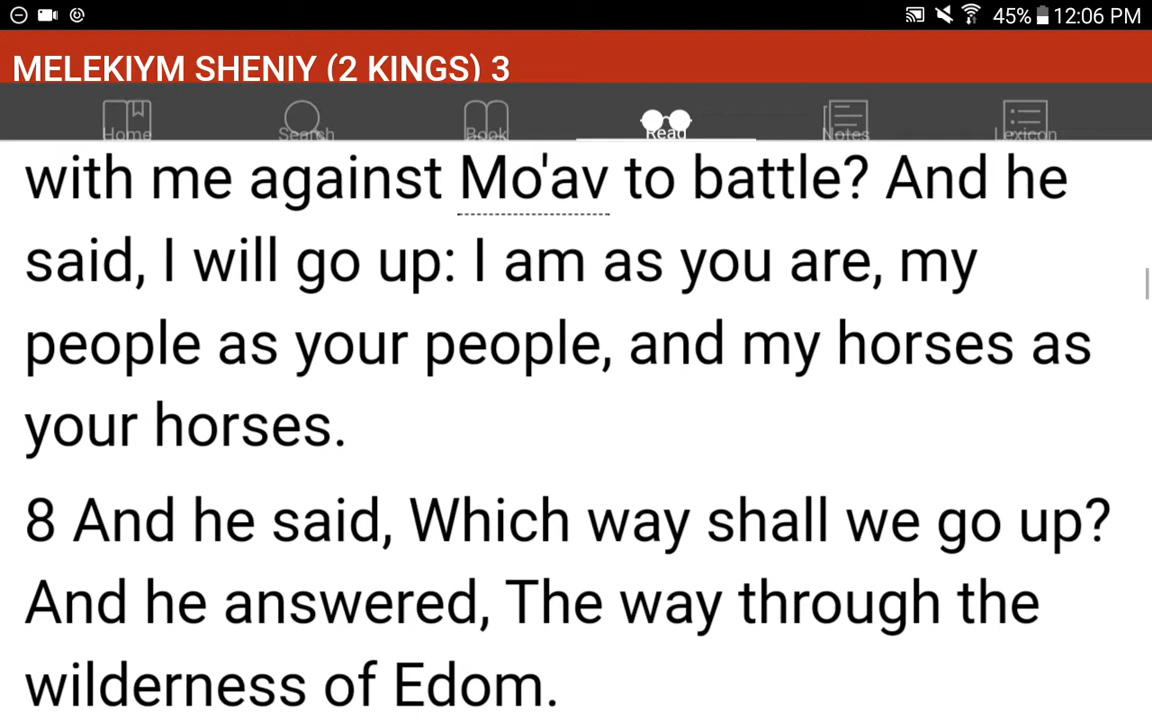 45% 12:06 PM
MELEKIYM SHENIY (2 KINGS) 3
Home Search Book Read Notes Lexicon
with me against Mo'av to battle? And he
said, I will go up: I am as you are, my
people as your people, and my horses as
your horses.
8 And he said, Which way shall we go up?
And he answered, The way through the
wilderness of Edom.